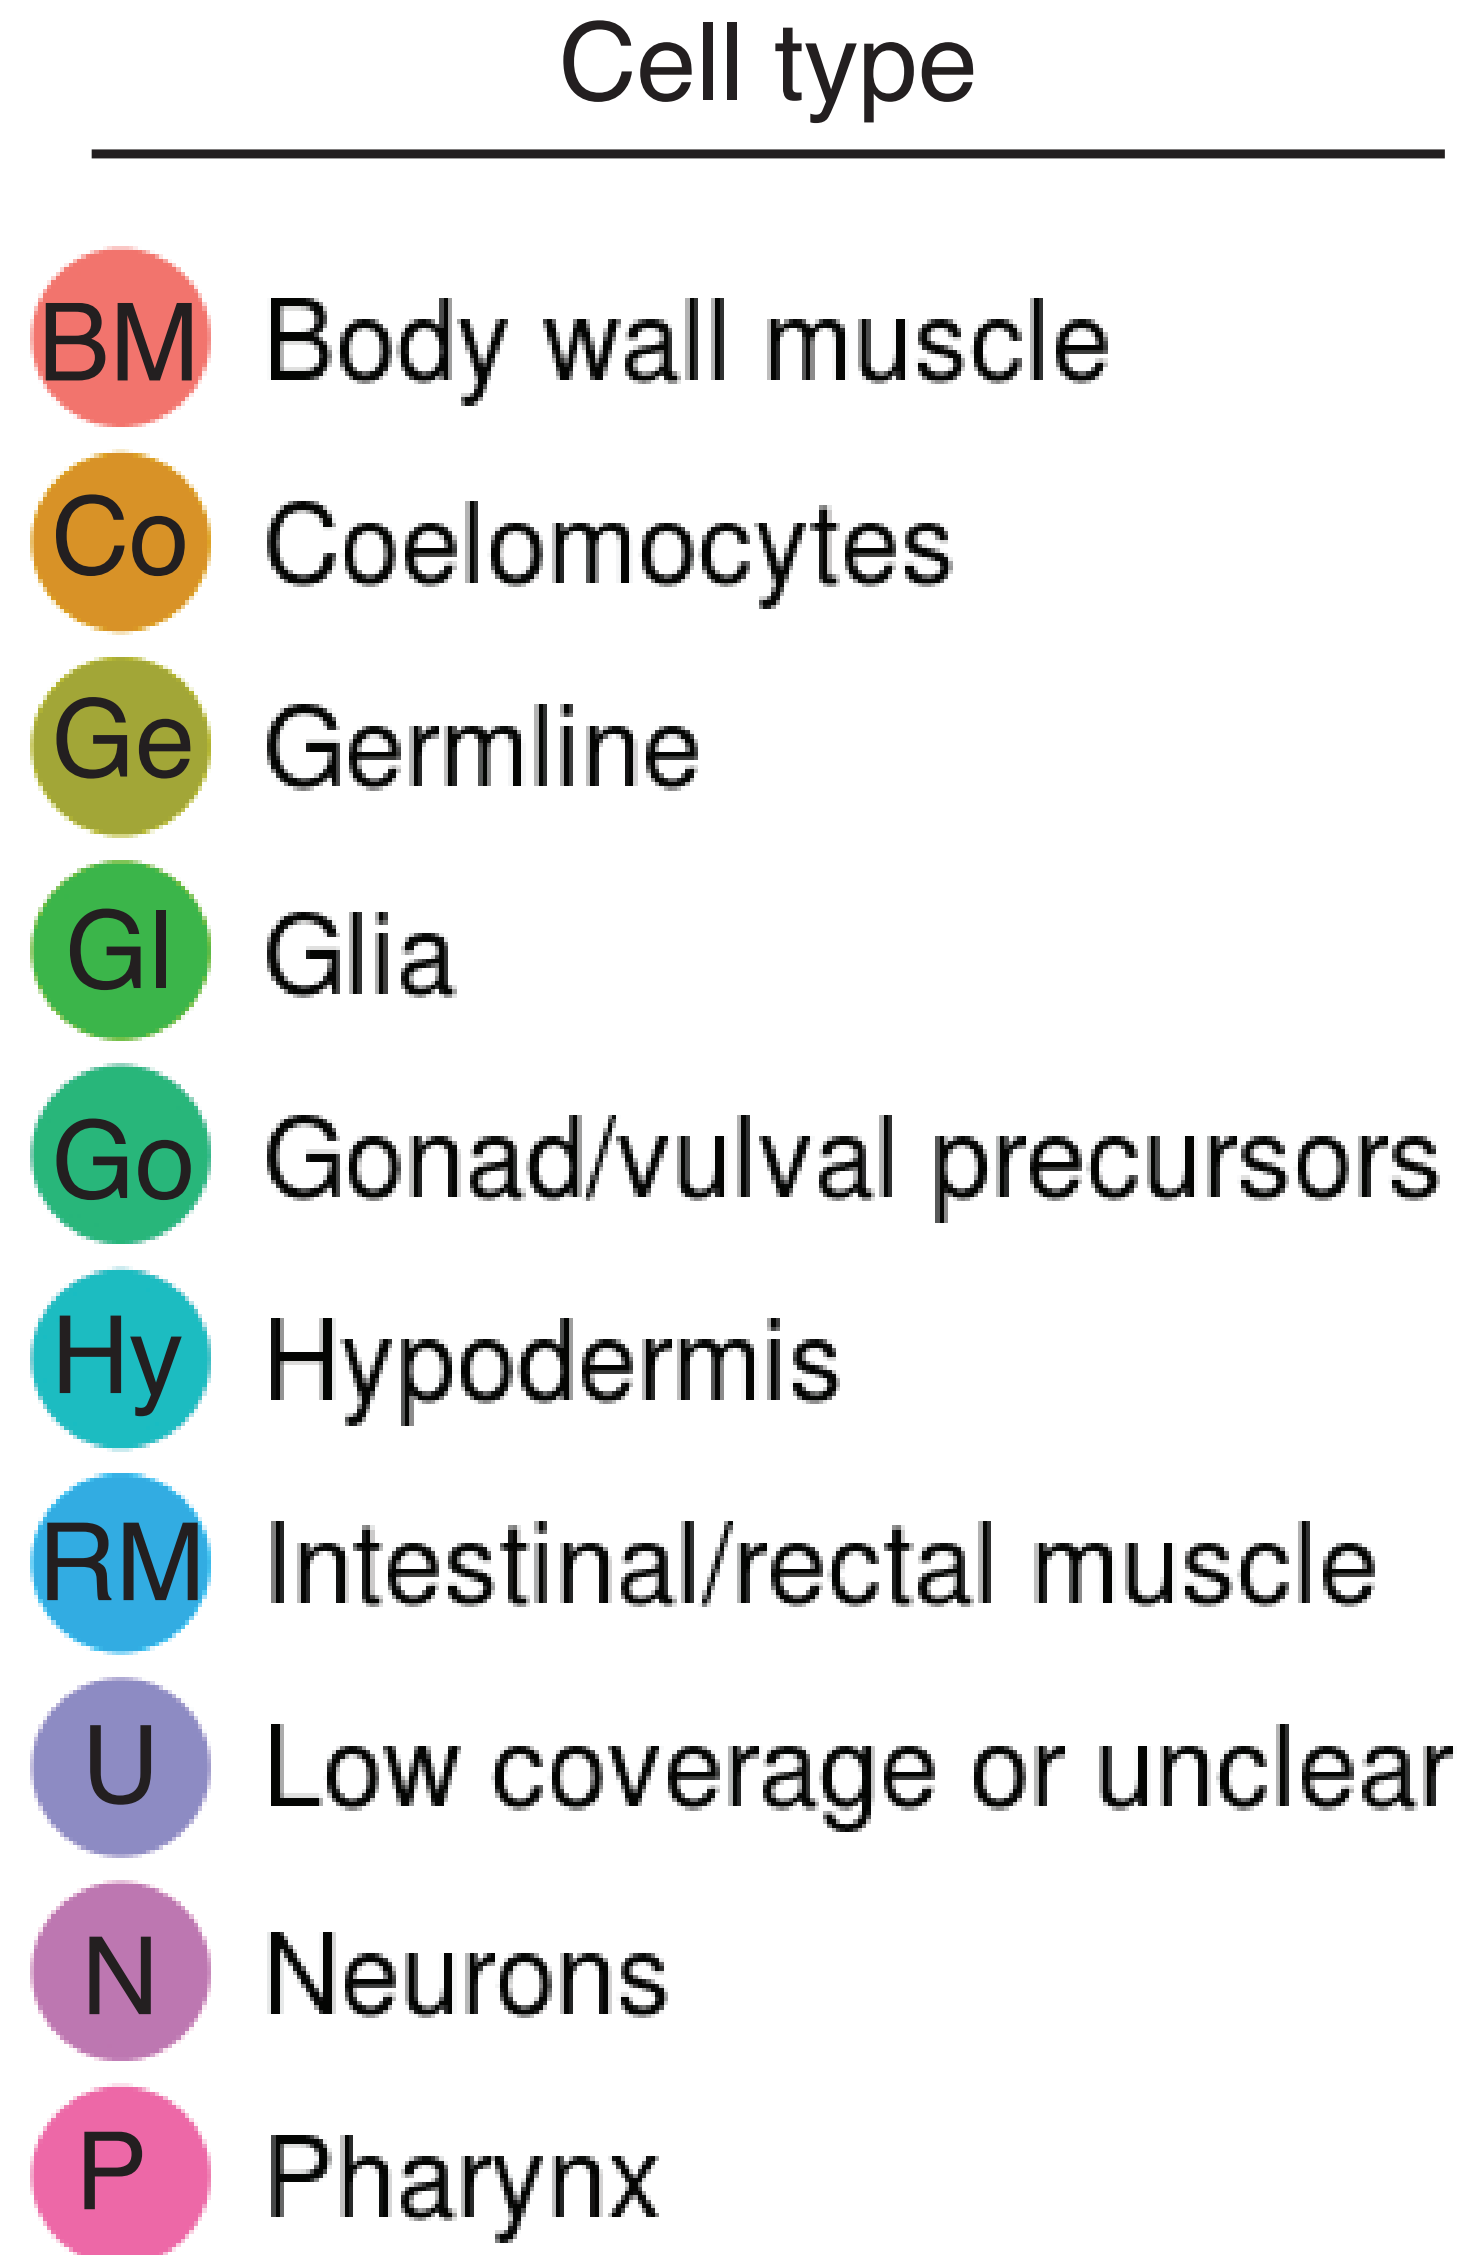 Cell type
BM Body wall muscle
Co Coelomocytes
Ge Germline
Gl Glia
Go Gonad/vulval precursors
Hy Hypodermis
RM Intestinal/rectal muscle
U Low coverage or unclear
N Neurons
P Pharynx